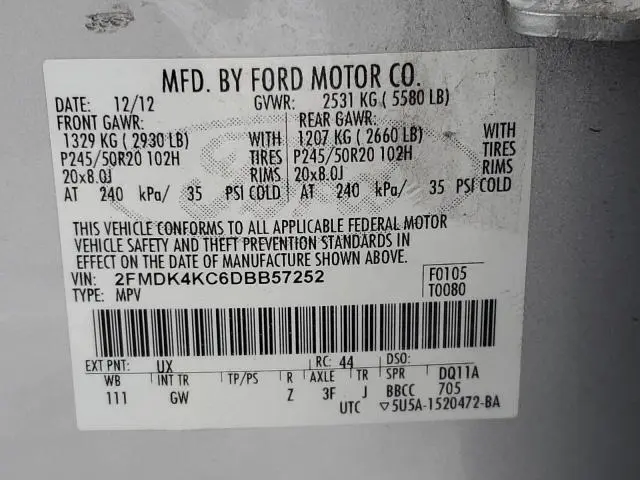 MFD. BY FORD MOTOR CO.
DATE: 12/12 GVWR: 2531 KG ( 5580 LB)
FRONT GAWR: REAR GAWR:
1329 KG ( 2930 LB) WITH 1207 KG ( 2660 LB) WITH
P245/50R20 102H TIRES P245/50R20 102H TIRES
20x8.0J RIMS 20x8.0J RIMS
AT 240 kPa/ 35 PSI COLD AT 240 kPa/ 35 PSI COLD
THIS VEHICLE CONFORMS TO ALL APPLICABLE FEDERAL MOTOR
VEHICLE SAFETY AND THEFT PREVENTION STANDARDS IN
EFFECT ON THE DATE OF MANUFACTURE SHOWN ABOVE.
VIN: 2FMDK4KC6DBB57252 F0105
TYPE: MPV T0080
EXT PNT: UX RC: 44 DSO:
WB INT TR TP/PS R AXLE TR SPR DQ11A
111 GW Z 3F J BBCC 705
UTC ▽5U5A-1520472-BA